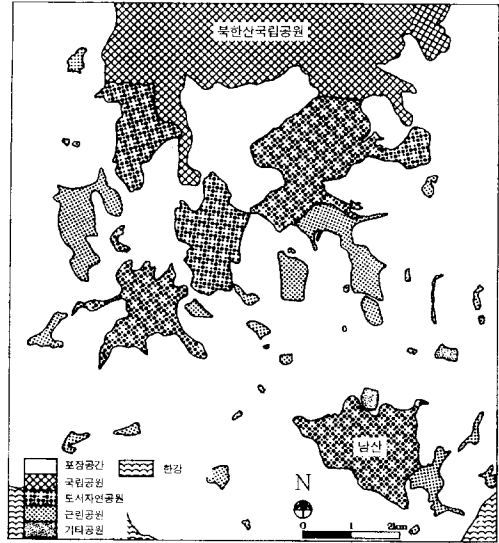 북한산국립공원
남산
포장공간
한강
국립공원
도시자연공원
근린공원
기타공원
N
0 1 2km